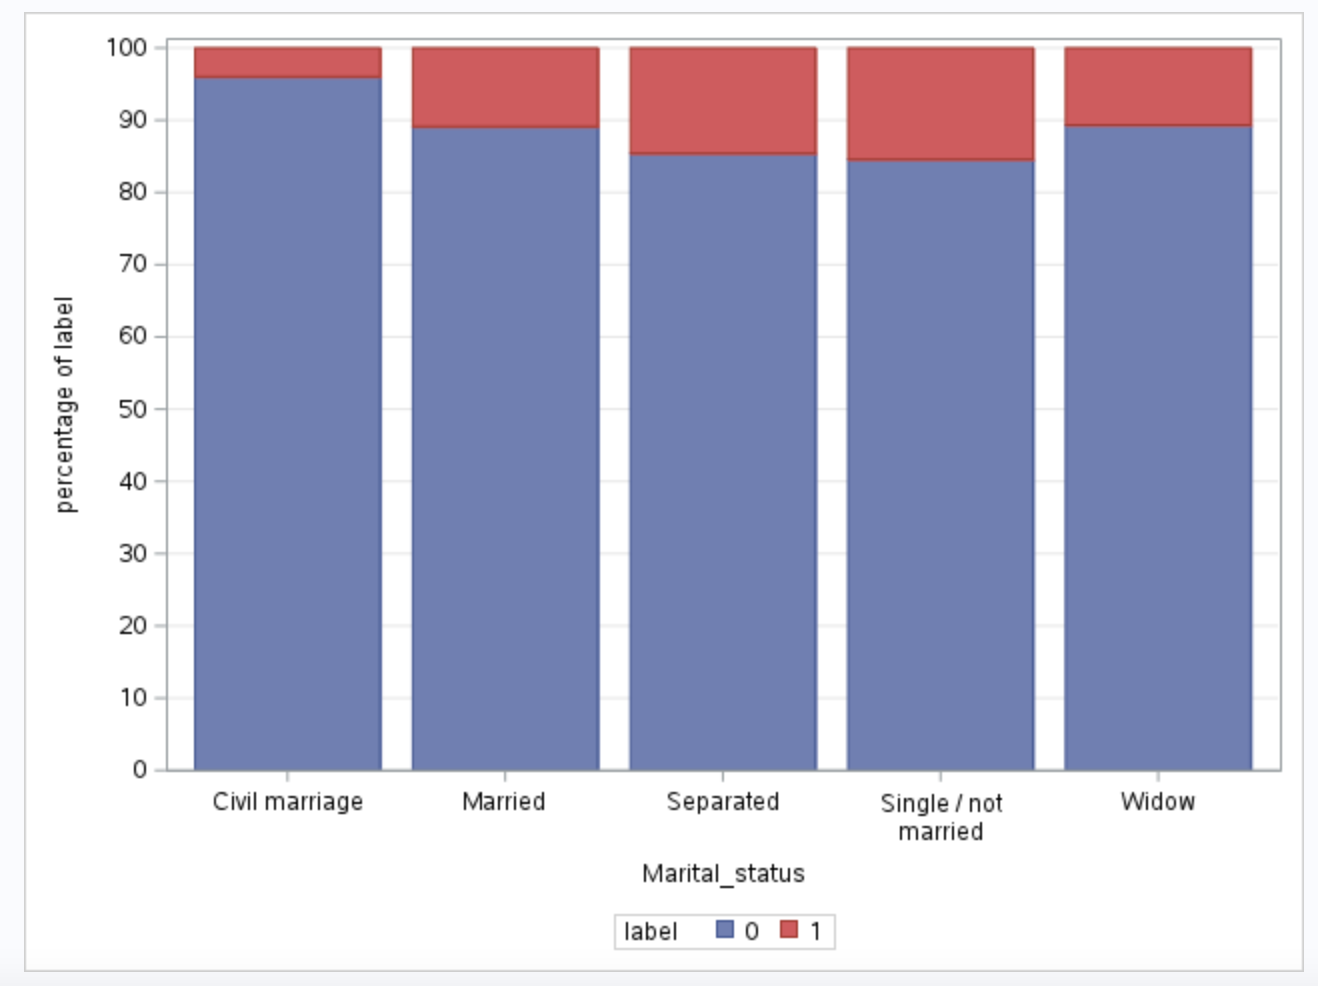 100
90
80
70
60
50
40
30
20
10
0
percentage of label
Civil marriage
Married
Separated
Single / not
married
Widow
Marital_status
label 0 1